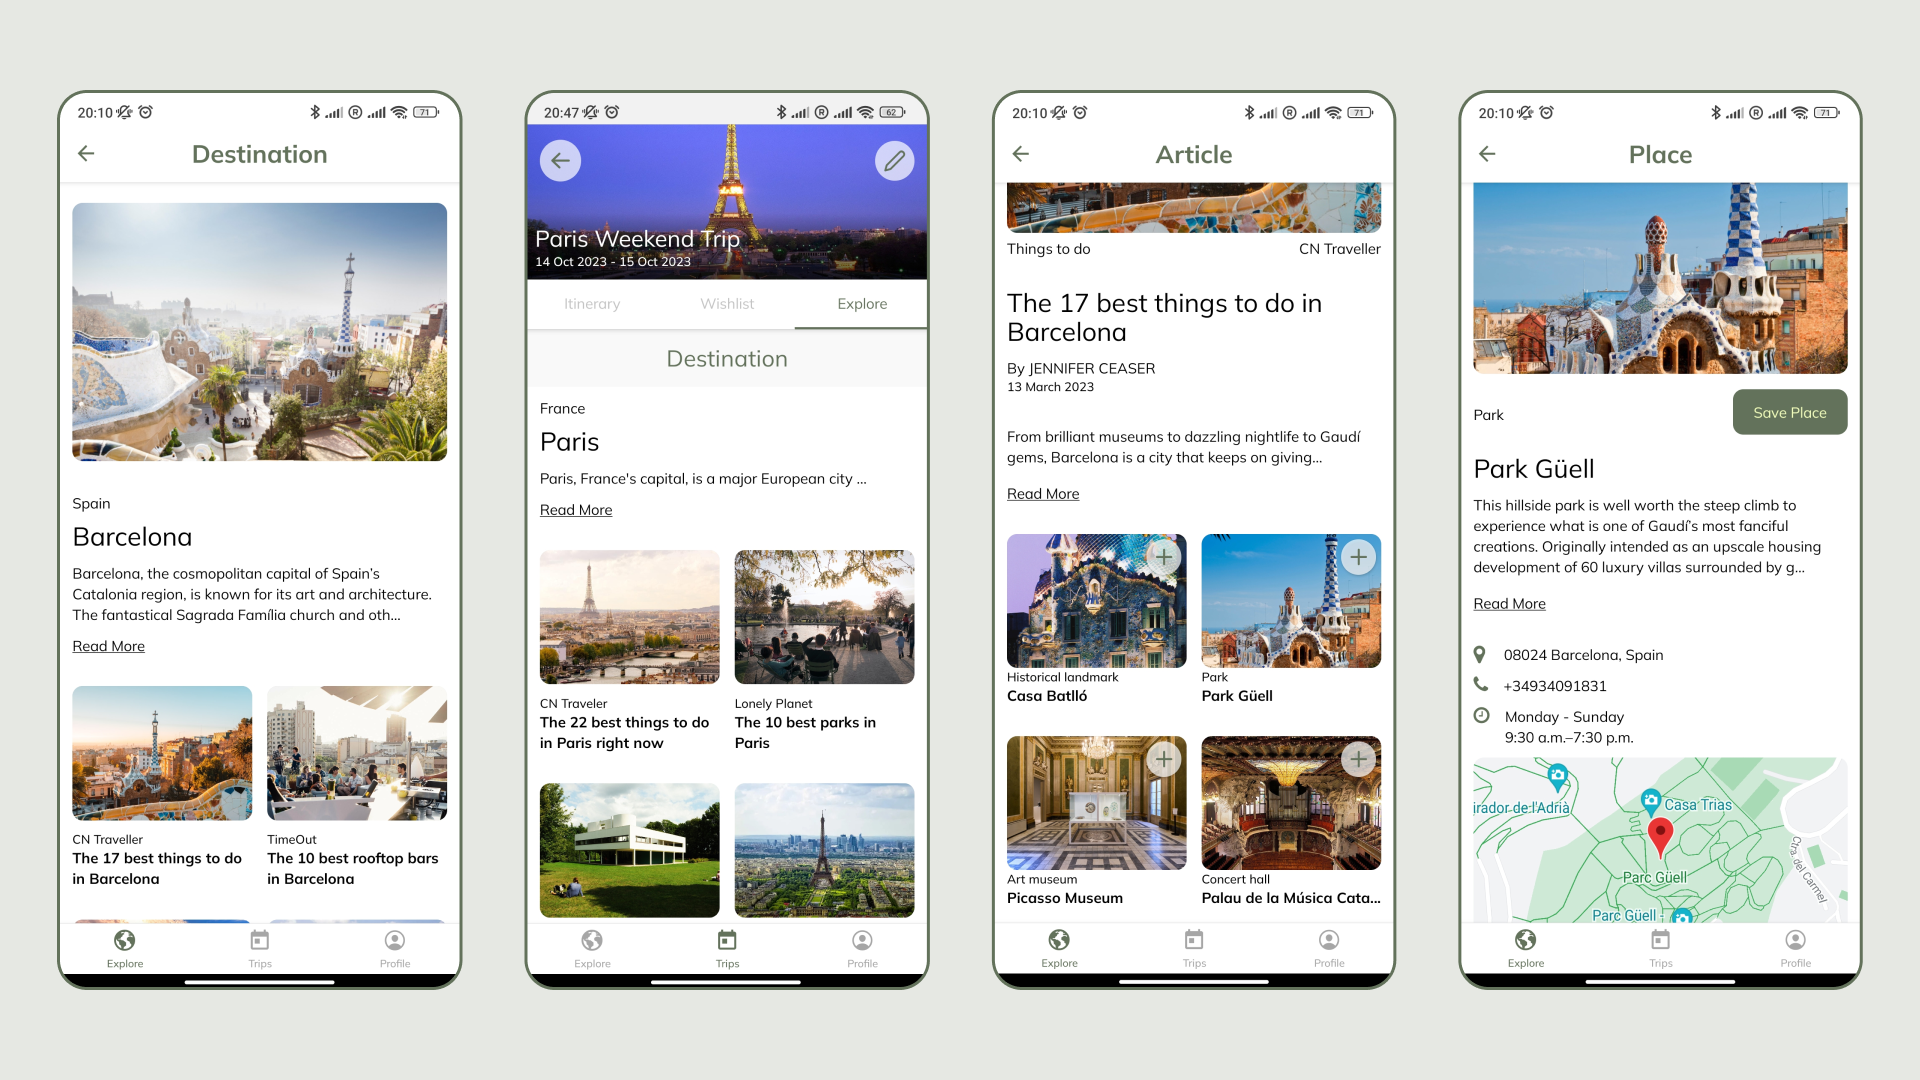 20:10
71
Destination
Spain
Barcelona
Barcelona, the cosmopolitan capital of Spain's
Catalonia region, is known for its art and architecture.
The fantastical Sagrada Família church and oth...
Read More
CN Traveller
The 17 best things to do
in Barcelona
TimeOut
The 10 best rooftop bars
in Barcelona
Explore
Trips
Profile
20:47
62
Paris Weekend Trip
14 Oct 2023 - 15 Oct 2023
Itinerary
Wishlist
Explore
Destination
France
Paris
Paris, France's capital, is a major European city ...
Read More
CN Traveler
The 22 best things to do
in Paris right now
Lonely Planet
The 10 best parks in
Paris
Explore
Trips
Profile
20:10
71
Article
Things to do
CN Traveller
The 17 best things to do in
Barcelona
By JENNIFER CEASER
13 March 2023
From brilliant museums to dazzling nightlife to Gaudí
gems, Barcelona is a city that keeps on giving...
Read More
Historical landmark
Casa Batlló
Park
Park Güell
Art museum
Picasso Museum
Concert hall
Palau de la Música Cata...
Explore
Trips
Profile
20:10
71
Place
Park
Save Place
Park Güell
This hillside park is well worth the steep climb to
experience what is one of Gaudí's most fanciful
creations. Originally intended as an upscale housing
development of 60 luxury villas surrounded by g...
Read More
08024 Barcelona, Spain
+34934091831
Monday - Sunday
9:30 a.m.–7:30 p.m.
irador de l'Adrià
Casa Trias
Parc Güell
Ctra. del Carmel
Parc Güell -
Explore
Trips
Profile